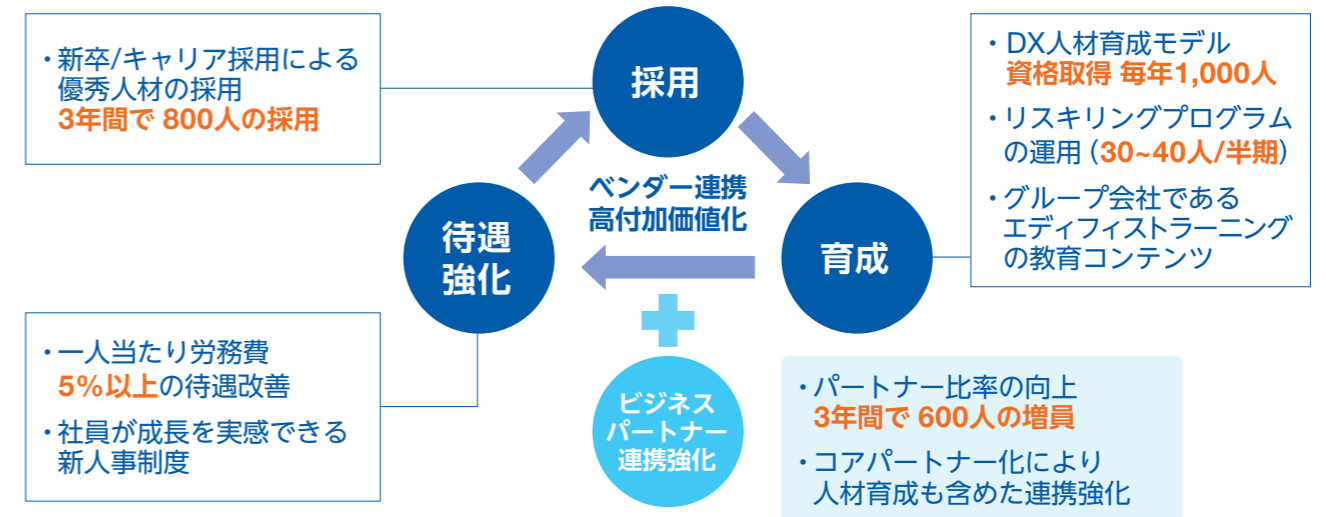 ・新卒/キャリア採用による
優秀人材の採用
3年間で 800人の採用
採用
・DX人材育成モデル
資格取得 毎年1,000人
・リスキリングプログラム
の運用（30~40人/半期）
・グループ会社である
エディフィストラーニング
の教育コンテンツ
ベンダー連携
高付加価値化
待遇
強化
育成
・一人当たり労務費
5%以上の待遇改善
・社員が成長を実感できる
新人事制度
ビジネス
パートナー
連携強化
・パートナー比率の向上
3年間で 600人の増員
・コアパートナー化により
人材育成も含めた連携強化